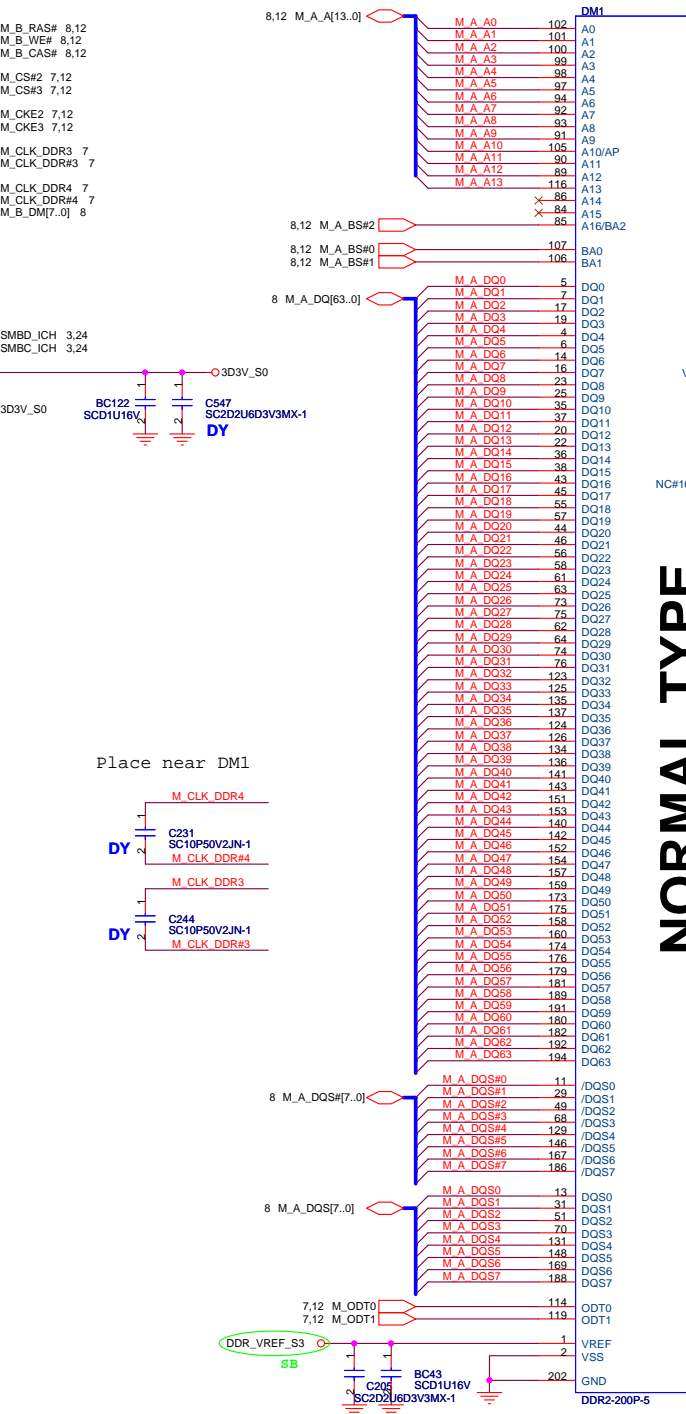 M_B_RAS# 8,12
M_B_WE# 8,12
M_B_CAS# 8,12
M_CS#2 7,12
M_CS#3 7,12
M_CKE2 7,12
M_CKE3 7,12
M_CLK_DDR3 7
M_CLK_DDR#3 7
M_CLK_DDR4 7
M_CLK_DDR#4 7
M_B_DM[7..0] 8
SMBD_ICH 3,24
SMBC_ICH 3,24
3D3V_S0
3D3V_S0
1 1
BC122 C547
SCD1U16V SC2D2U6D3V3MX-1
2 2
DY
Place near DM1
M_CLK_DDR4
1
C231
SC10P50V2JN-1
DY 2
M_CLK_DDR#4
M_CLK_DDR3
1
C244
SC10P50V2JN-1
DY 2
M_CLK_DDR#3
DM1
8,12 M_A_A[13..0]
M_A_A0 102 A0
M_A_A1 101 A1
M_A_A2 100 A2
M_A_A3 99 A3
M_A_A4 98 A4
M_A_A5 97 A5
M_A_A6 94 A6
M_A_A7 92 A7
M_A_A8 93 A8
M_A_A9 91 A9
M_A_A10 105 A10/AP
M_A_A11 90 A11
M_A_A12 89 A12
M_A_A13 116 A13
86 A14
84 A15
8,12 M_A_BS#2 85 A16/BA2
8,12 M_A_BS#0 107 BA0
8,12 M_A_BS#1 106 BA1
8 M_A_DQ[63..0]
M_A_DQ0 5 DQ0
M_A_DQ1 7 DQ1
M_A_DQ2 17 DQ2
M_A_DQ3 19 DQ3
M_A_DQ4 4 DQ4
M_A_DQ5 6 DQ5
M_A_DQ6 14 DQ6
M_A_DQ7 16 DQ7
M_A_DQ8 23 DQ8
M_A_DQ9 25 DQ9
M_A_DQ10 35 DQ10
M_A_DQ11 37 DQ11
M_A_DQ12 20 DQ12
M_A_DQ13 22 DQ13
M_A_DQ14 36 DQ14
M_A_DQ15 38 DQ15
M_A_DQ16 43 DQ16
M_A_DQ17 45 DQ17
M_A_DQ18 55 DQ18
M_A_DQ19 57 DQ19
M_A_DQ20 44 DQ20
M_A_DQ21 46 DQ21
M_A_DQ22 56 DQ22
M_A_DQ23 58 DQ23
M_A_DQ24 61 DQ24
M_A_DQ25 63 DQ25
M_A_DQ26 73 DQ26
M_A_DQ27 75 DQ27
M_A_DQ28 62 DQ28
M_A_DQ29 64 DQ29
M_A_DQ30 74 DQ30
M_A_DQ31 76 DQ31
M_A_DQ32 123 DQ32
M_A_DQ33 125 DQ33
M_A_DQ34 135 DQ34
M_A_DQ35 137 DQ35
M_A_DQ36 124 DQ36
M_A_DQ37 126 DQ37
M_A_DQ38 134 DQ38
M_A_DQ39 136 DQ39
M_A_DQ40 141 DQ40
M_A_DQ41 143 DQ41
M_A_DQ42 151 DQ42
M_A_DQ43 153 DQ43
M_A_DQ44 140 DQ44
M_A_DQ45 142 DQ45
M_A_DQ46 152 DQ46
M_A_DQ47 154 DQ47
M_A_DQ48 157 DQ48
M_A_DQ49 159 DQ49
M_A_DQ50 173 DQ50
M_A_DQ51 175 DQ51
M_A_DQ52 158 DQ52
M_A_DQ53 160 DQ53
M_A_DQ54 174 DQ54
M_A_DQ55 176 DQ55
M_A_DQ56 179 DQ56
M_A_DQ57 181 DQ57
M_A_DQ58 189 DQ58
M_A_DQ59 191 DQ59
M_A_DQ60 180 DQ60
M_A_DQ61 182 DQ61
M_A_DQ62 192 DQ62
M_A_DQ63 194 DQ63
8 M_A_DQS#[7..0]
M_A_DQS#0 11 /DQS0
M_A_DQS#1 29 /DQS1
M_A_DQS#2 49 /DQS2
M_A_DQS#3 68 /DQS3
M_A_DQS#4 129 /DQS4
M_A_DQS#5 146 /DQS5
M_A_DQS#6 167 /DQS6
M_A_DQS#7 186 /DQS7
8 M_A_DQS[7..0]
M_A_DQS0 13 DQS0
M_A_DQS1 31 DQS1
M_A_DQS2 51 DQS2
M_A_DQS3 70 DQS3
M_A_DQS4 131 DQS4
M_A_DQS5 148 DQS5
M_A_DQS6 169 DQS6
M_A_DQS7 188 DQS7
7,12 M_ODT0 114 ODT0
7,12 M_ODT1 119 ODT1
DDR_VREF_S3 1 VREF
SB 2 VSS
1 1
C205 BC43
SC2D2U6D3V3MX-1 SCD1U16V
2 2
202 GND
DDR2-200P-5
V
NC#16
NORMAL TYPE